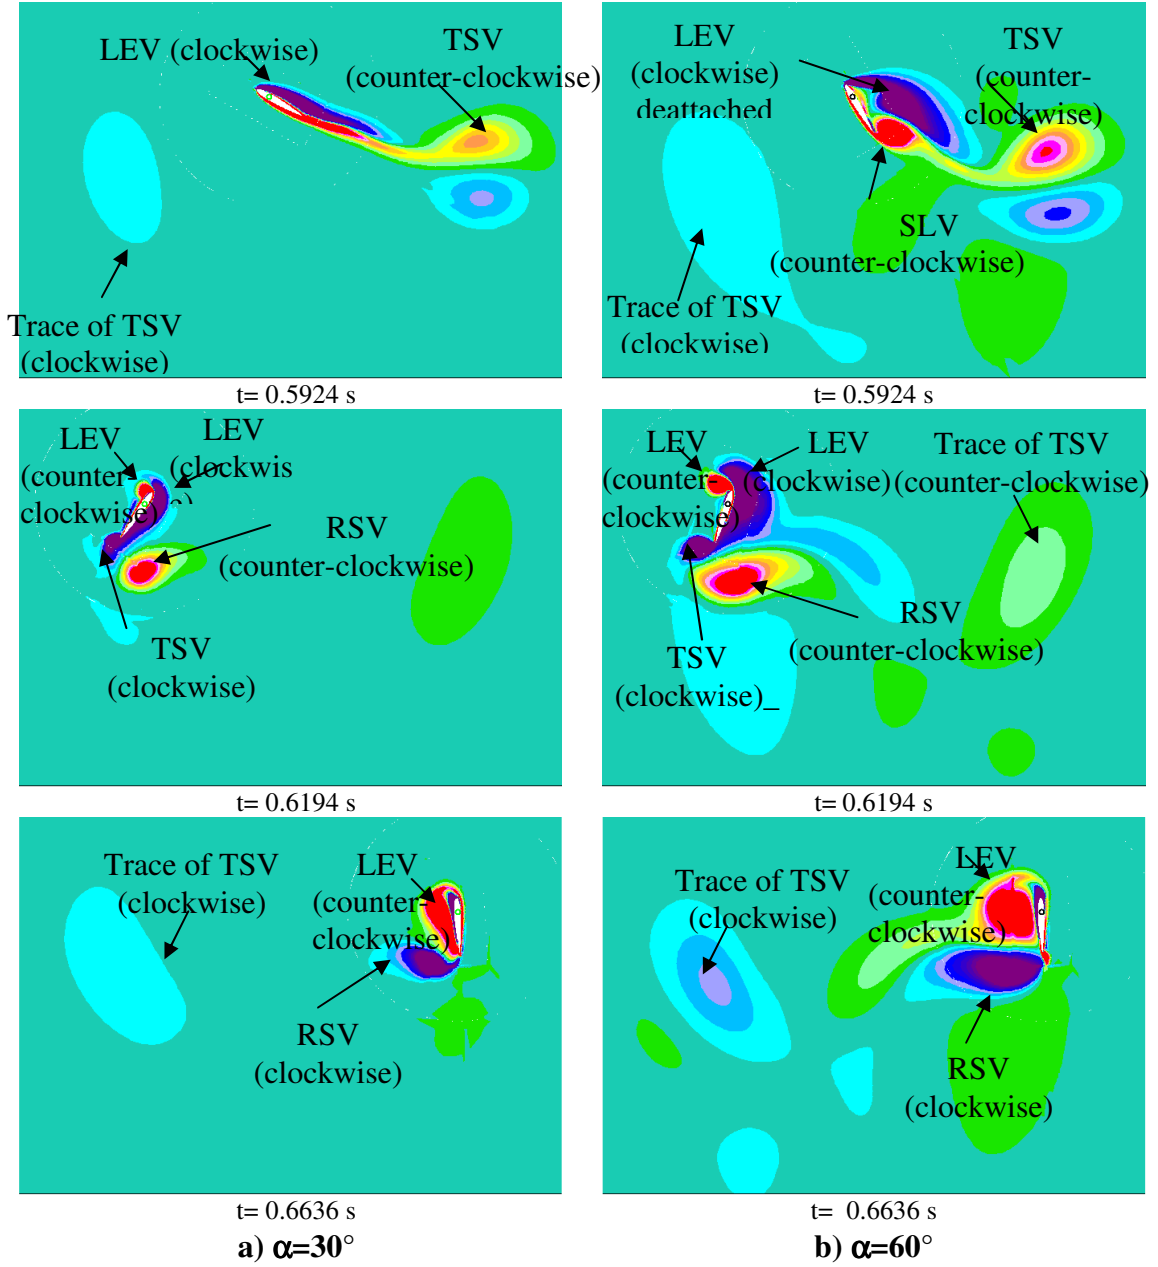 LEV (clockwise)
TSV
(counter-clockwise)
Trace of TSV
(clockwise)
t= 0.5924 s
LEV
(clockwise)
deattached
TSV
(counter-
clockwise)
SLV
(counter-clockwise)
Trace of TSV
(clockwise)
t= 0.5924 s
LEV
(counter-
clockwise)
LEV
(clockwis
e)
RSV
(counter-clockwise)
TSV
(clockwise)
t= 0.6194 s
LEV
(counter-
clockwise)
LEV
(clockwise)
Trace of TSV
(counter-clockwise)
RSV
(counter-clockwise)
TSV
(clockwise)_
t= 0.6194 s
Trace of TSV
(clockwise)
LEV
(counter-
clockwise)
RSV
(clockwise)
t= 0.6636 s
Trace of TSV
(clockwise)
LEV
(counter-
clockwise)
RSV
(clockwise)
t= 0.6636 s
a) α=30°
b) α=60°